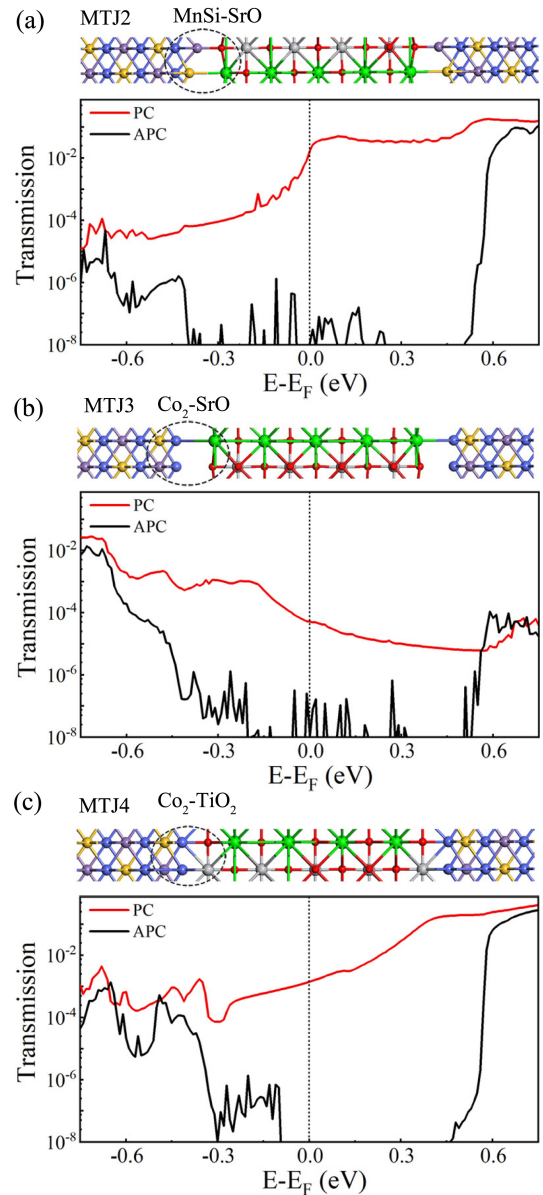 (a) MTJ2 MnSi-SrO
PC
APC
Transmission
10⁻²
10⁻⁴
10⁻⁶
10⁻⁸
-0.6 -0.3 0.0 0.3 0.6
E-E_F (eV)
(b) MTJ3 Co₂-SrO
PC
APC
Transmission
10⁻²
10⁻⁴
10⁻⁶
10⁻⁸
-0.6 -0.3 0.0 0.3 0.6
E-E_F (eV)
(c) MTJ4 Co₂-TiO₂
PC
APC
Transmission
10⁻²
10⁻⁴
10⁻⁶
10⁻⁸
-0.6 -0.3 0.0 0.3 0.6
E-E_F (eV)